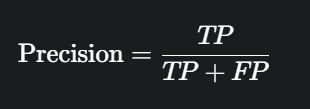 Precision = TP / (TP + FP)